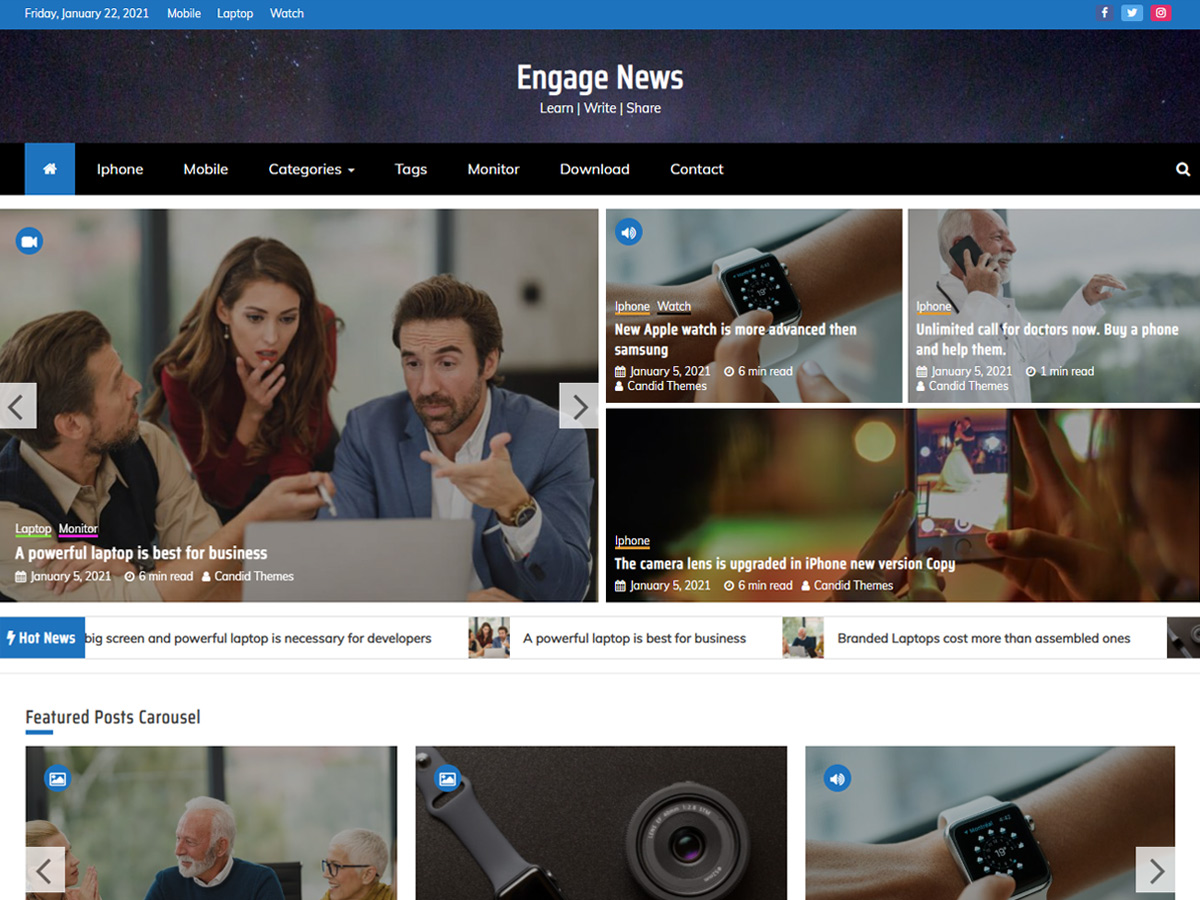 Friday, January 22, 2021 Mobile Laptop Watch
Engage News
Learn | Write | Share
Iphone Mobile Categories Tags Monitor Download Contact
Laptop Monitor
A powerful laptop is best for business
January 5, 2021 6 min read Candid Themes
Iphone Watch
New Apple watch is more advanced then
samsung
January 5, 2021 6 min read
Candid Themes
Iphone
Unlimited call for doctors now. Buy a phone
and help them.
January 5, 2021 1 min read
Candid Themes
Iphone
The camera lens is upgraded in iPhone new version Copy
January 5, 2021 6 min read Candid Themes
Hot News big screen and powerful laptop is necessary for developers A powerful laptop is best for business Branded Laptops cost more than assembled ones
Featured Posts Carousel